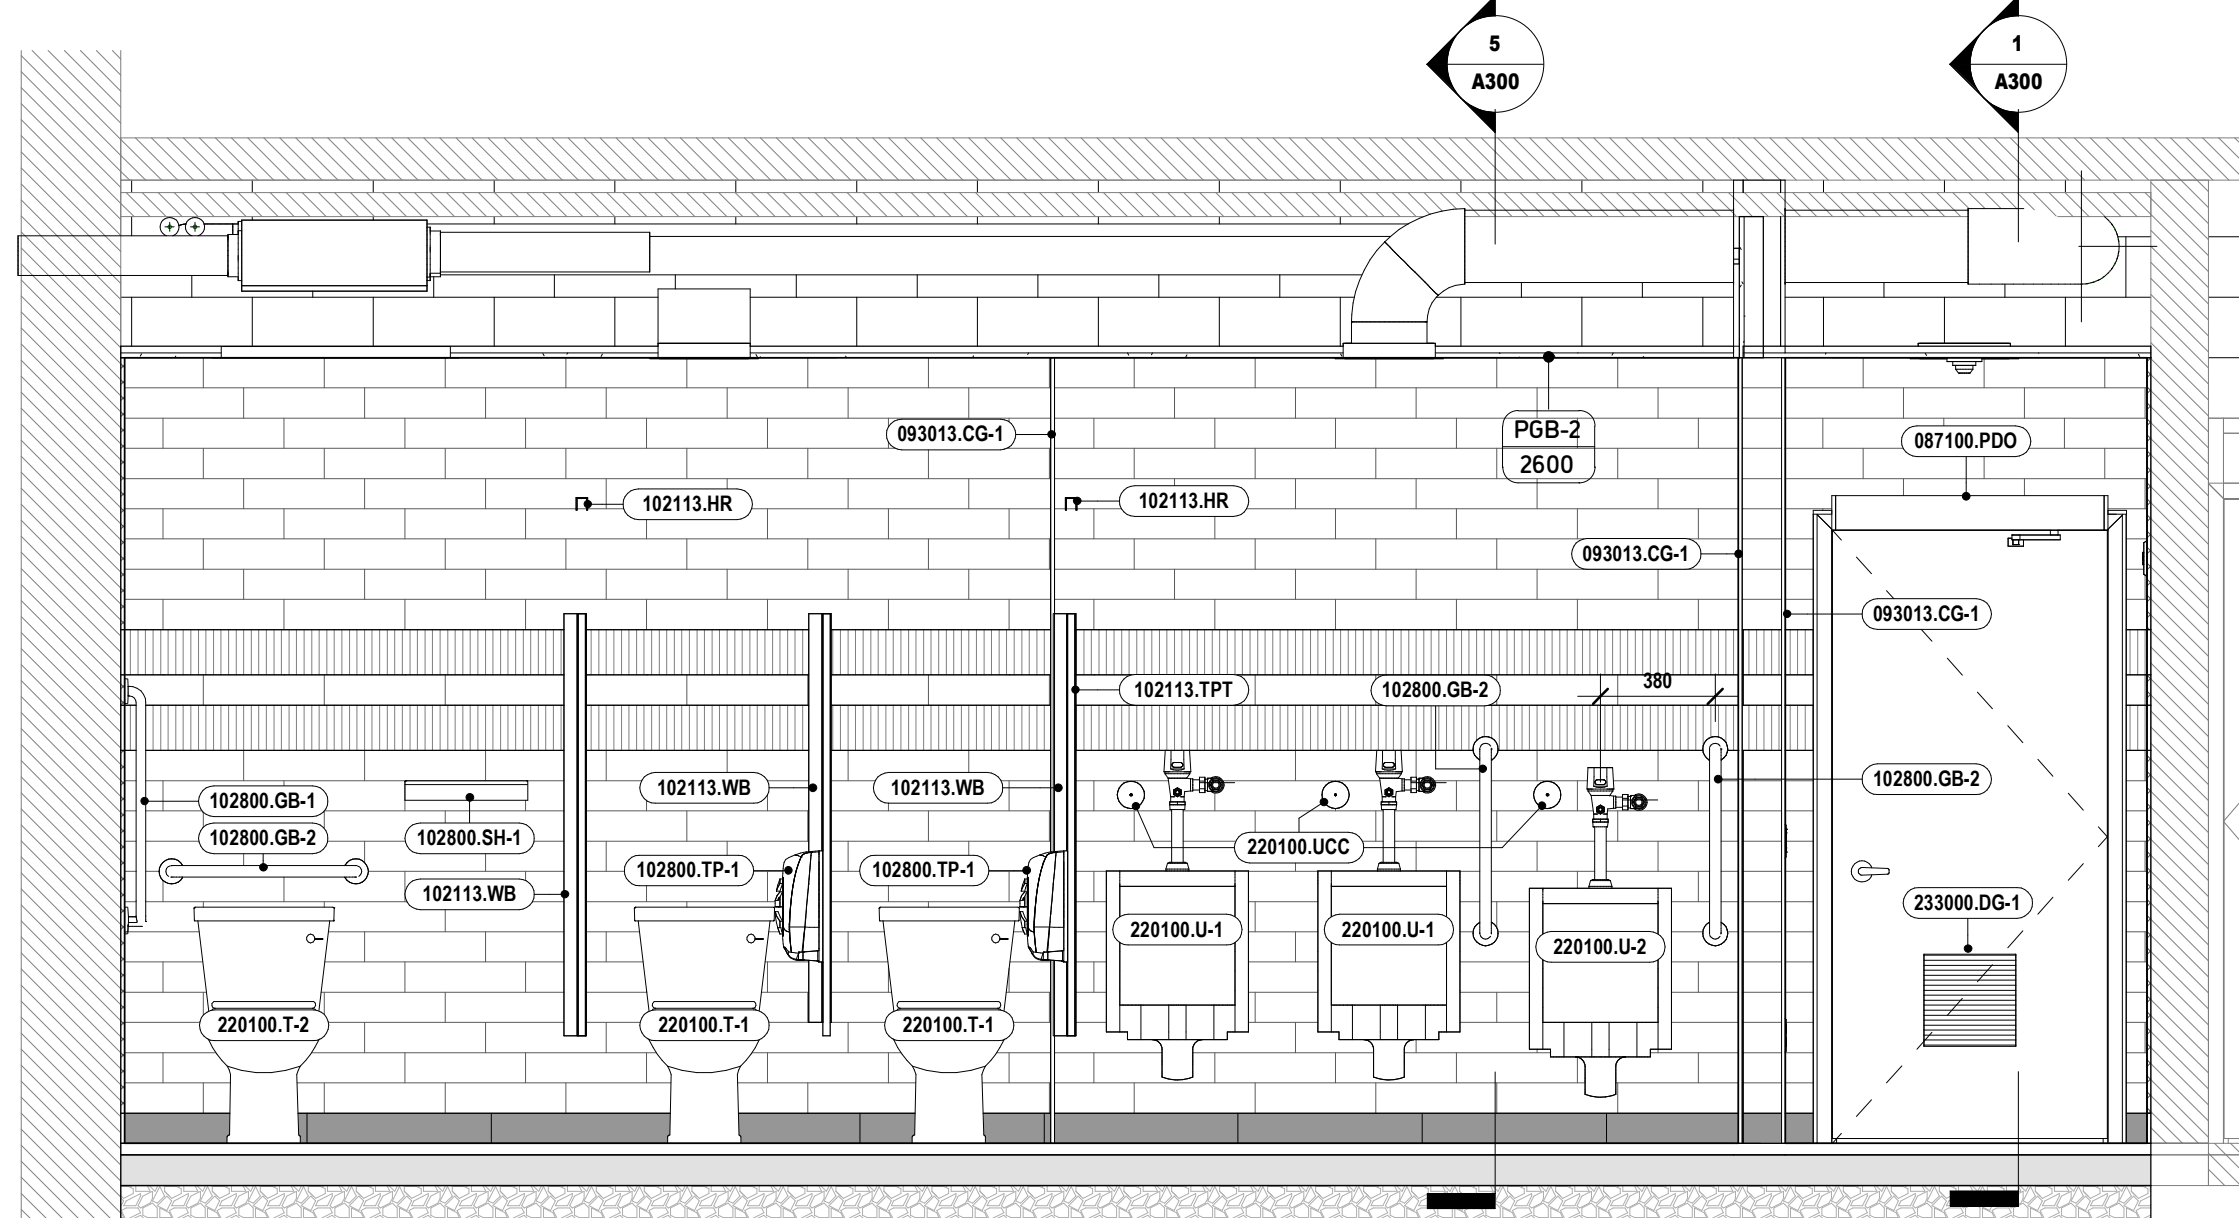 5
A300
1
A300
093013.CG-1
PGB-2
2600
087100.PDO
102113.HR
102113.HR
093013.CG-1
093013.CG-1
102113.TPT
102800.GB-2
380
102800.GB-1
102113.WB
102113.WB
102800.GB-2
102800.GB-2
102800.SH-1
220100.UCC
102800.TP-1
102800.TP-1
102113.WB
233000.DG-1
220100.U-1
220100.U-1
220100.U-2
220100.T-2
220100.T-1
220100.T-1